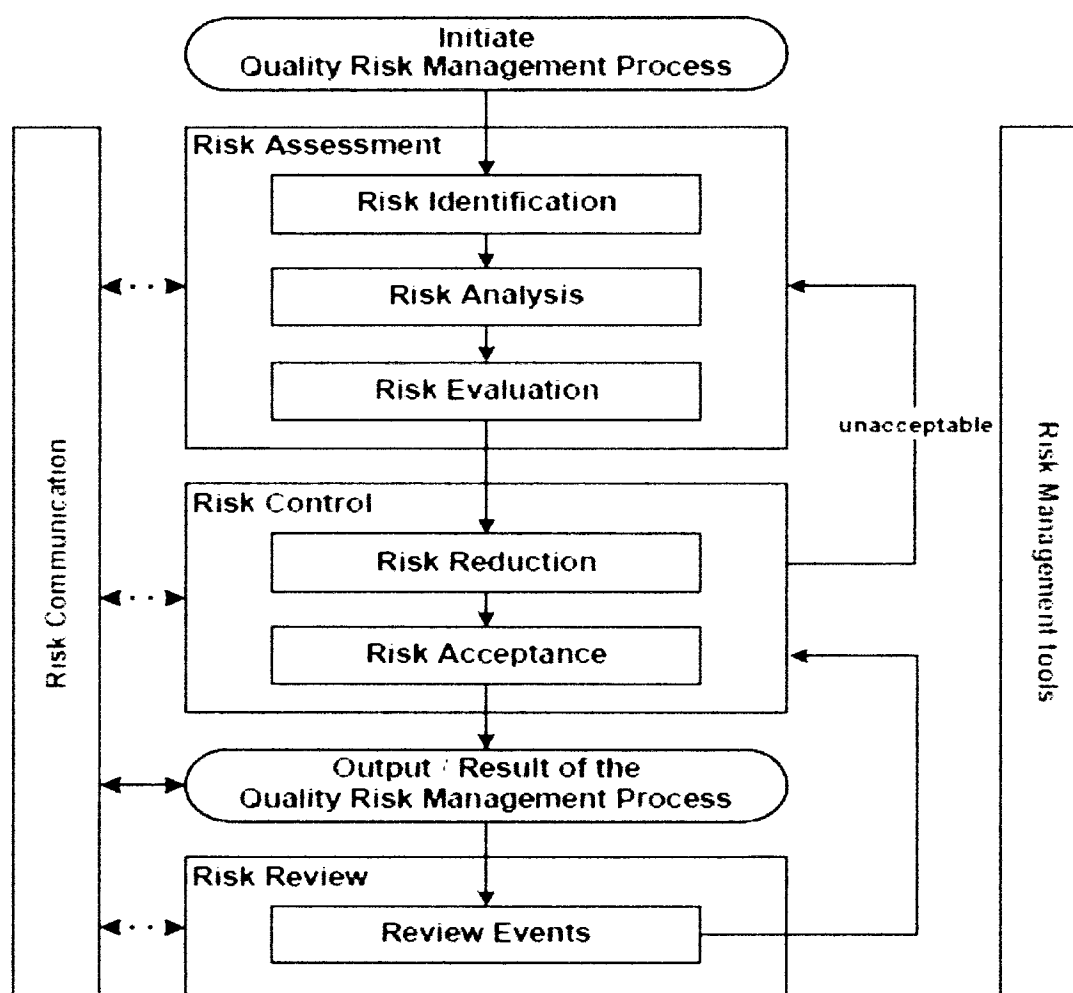 Initiate
Quality Risk Management Process
Risk Assessment
Risk Identification
Risk Analysis
Risk Evaluation
unacceptable
Risk Control
Risk Reduction
Risk Acceptance
Output / Result of the
Quality Risk Management Process
Risk Review
Review Events
Risk Communication
Risk Management tools